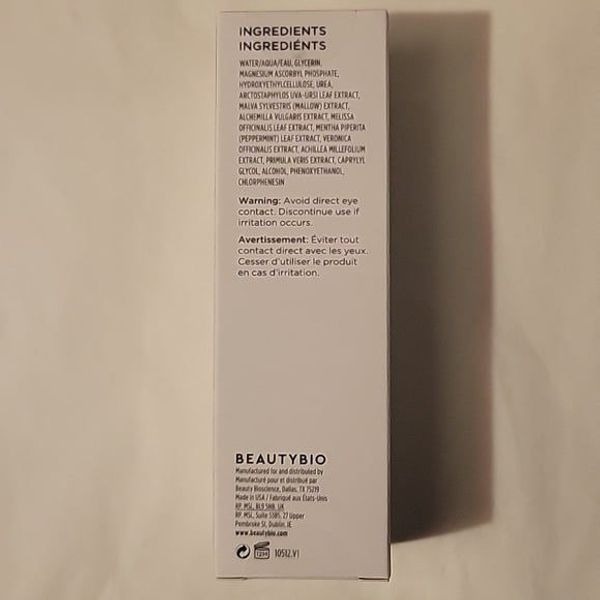 INGREDIENTS
INGREDIÉNTS
WATER/AQUA/EAU, GLYCERIN,
MAGNESIUM ASCORBYL PHOSPHATE,
HYDROXYETHYLCELLULOSE, UREA,
ARCTOSTAPHYLOS UVA-URSI LEAF EXTRACT,
MALVA SYLVESTRIS (MALLOW) EXTRACT,
ALCHEMILLA VULGARIS EXTRACT, MELISSA
OFFICINALIS LEAF EXTRACT, MENTHA PIPERITA
(PEPPERMINT) LEAF EXTRACT, VERONICA
OFFICINALIS EXTRACT, ACHILLEA MILLEFOLIUM
EXTRACT, PRIMULA VERIS EXTRACT, CAPRYLYL
GLYCOL, ALCOHOL, PHENOXYETHANOL,
CHLORPHENESIN
Warning: Avoid direct eye
contact. Discontinue use if
irritation occurs.
Avertissement: Éviter tout
contact direct avec les yeux.
Cesser d'utiliser le produit
en cas d'irritation.
BEAUTYBIO
Manufactured for and distributed by
Manufacturé pour et distribué par
Beauty Bioscience, Dallas, TX 75219
Made in USA / Fabriqué aux États-Unis
RP. MSL, BL9 5NB. UK
RP. MSL, Suite 5385, 27 Upper
Pembroke St, Dublin, IE
www.beautybio.com
10512.V1